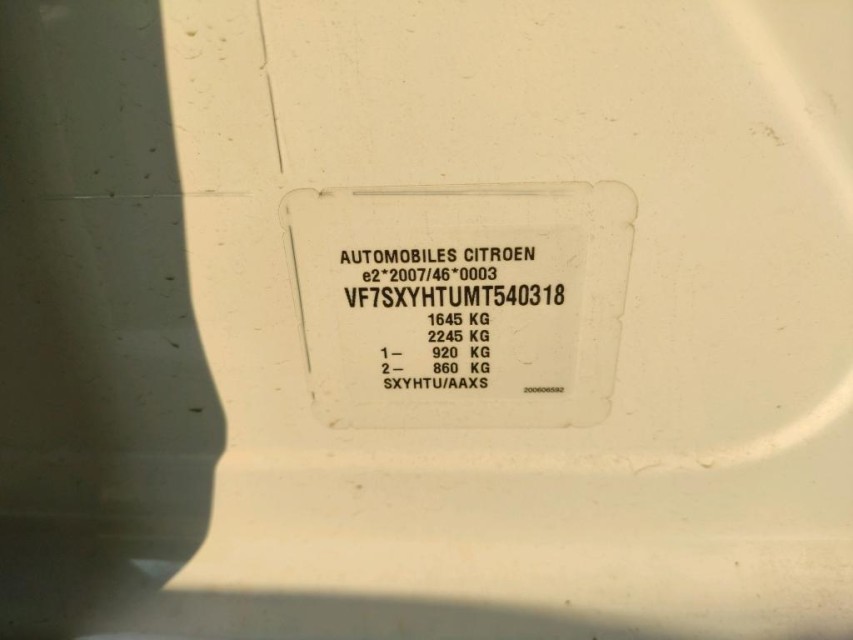 AUTOMOBILES CITROEN
e2*2007/46*0003
VF7SXYHTUMT540318
1645 KG
2245 KG
1– 920 KG
2– 860 KG
SXYHTU/AAXS
200606592